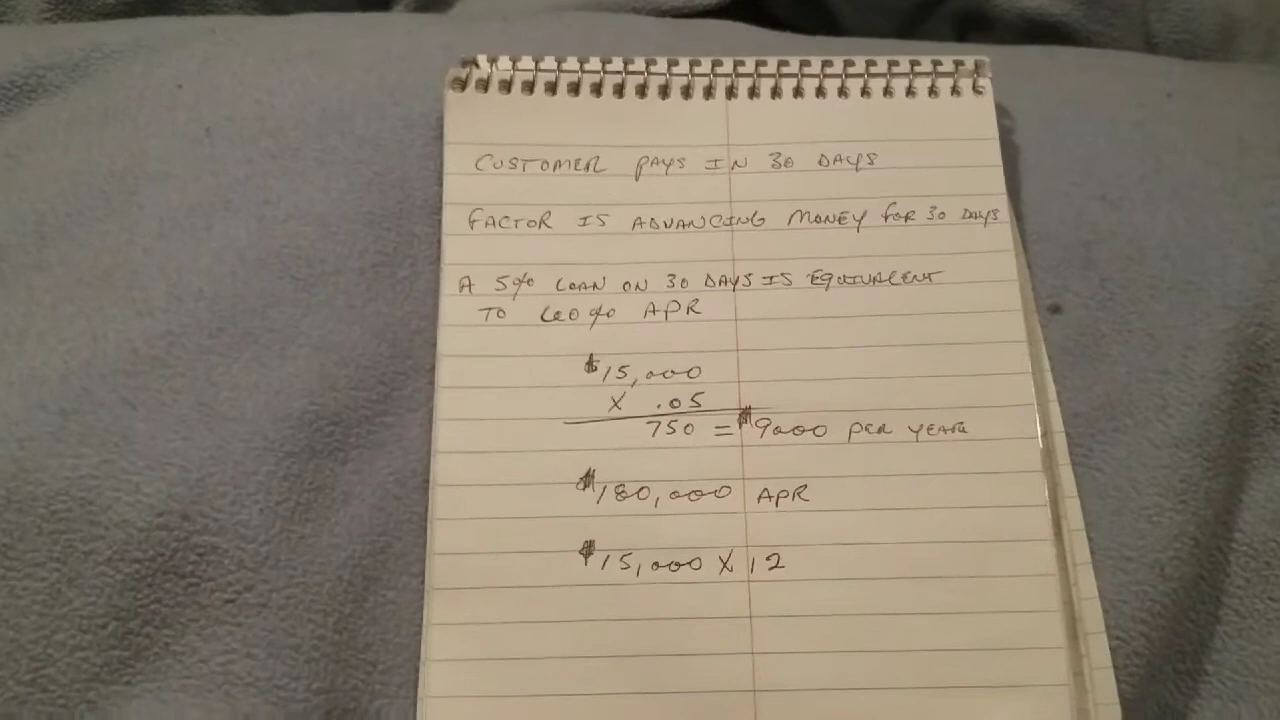 CUSTOMER PAYS IN 30 DAYS
FACTOR IS ADVANCING MONEY FOR 30 DAYS
A 5% LOAN ON 30 DAYS IS EQUIVALENT
TO 60% APR
$15,000
X .05
750 = $9000 PER YEAR
$180,000 APR
$15,000 X 12